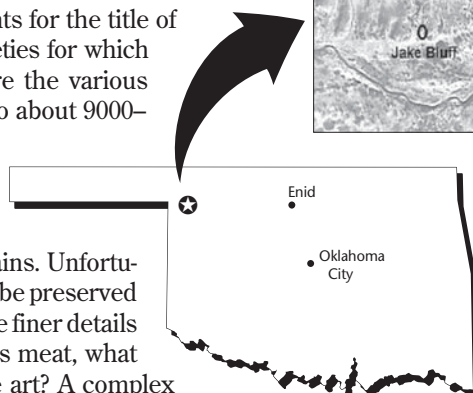 nts for the title of
eties for which
re the various
o about 9000–
Jake Bluff
Enid
Oklahoma
City
ains. Unfortu-
be preserved
e finer details
s meat, what
e art? A complex